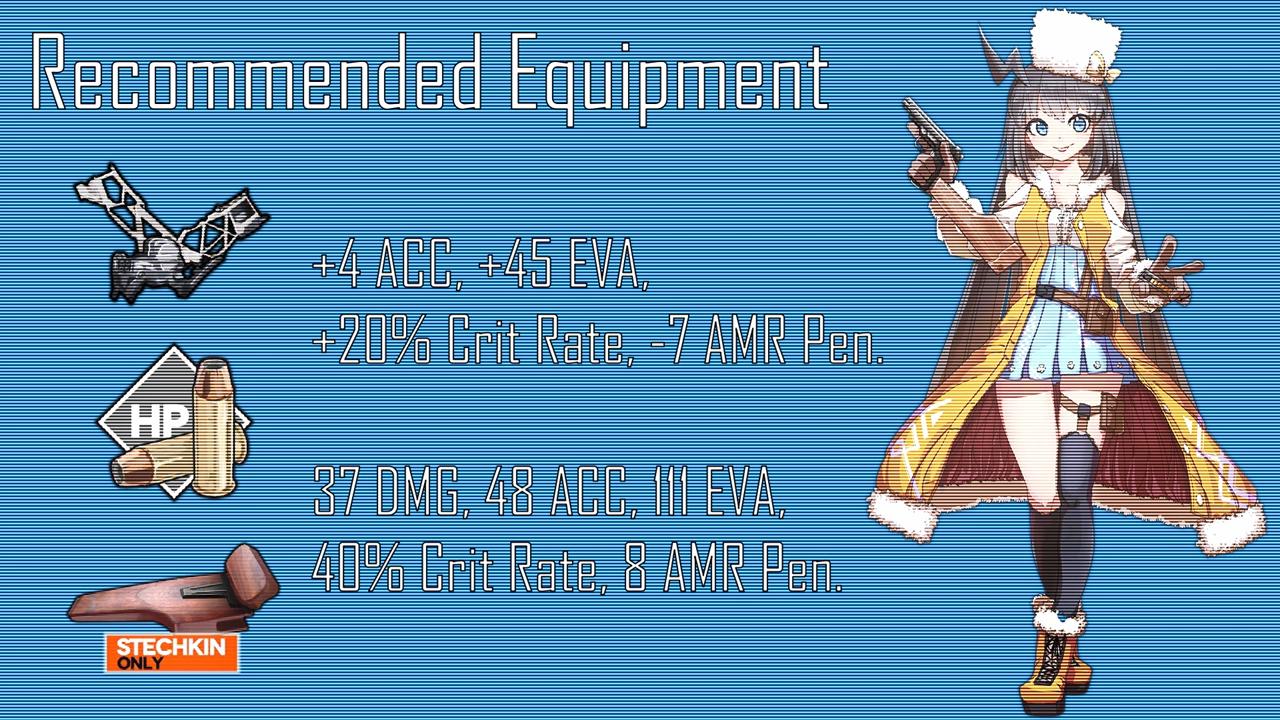 Recommended Equipment
+4 ACC, +45 EVA,
+20% Crit Rate, -7 AMR Pen.
HP
37 DMG, 48 ACC, 111 EVA,
40% Crit Rate, 8 AMR Pen.
STECHKIN
ONLY